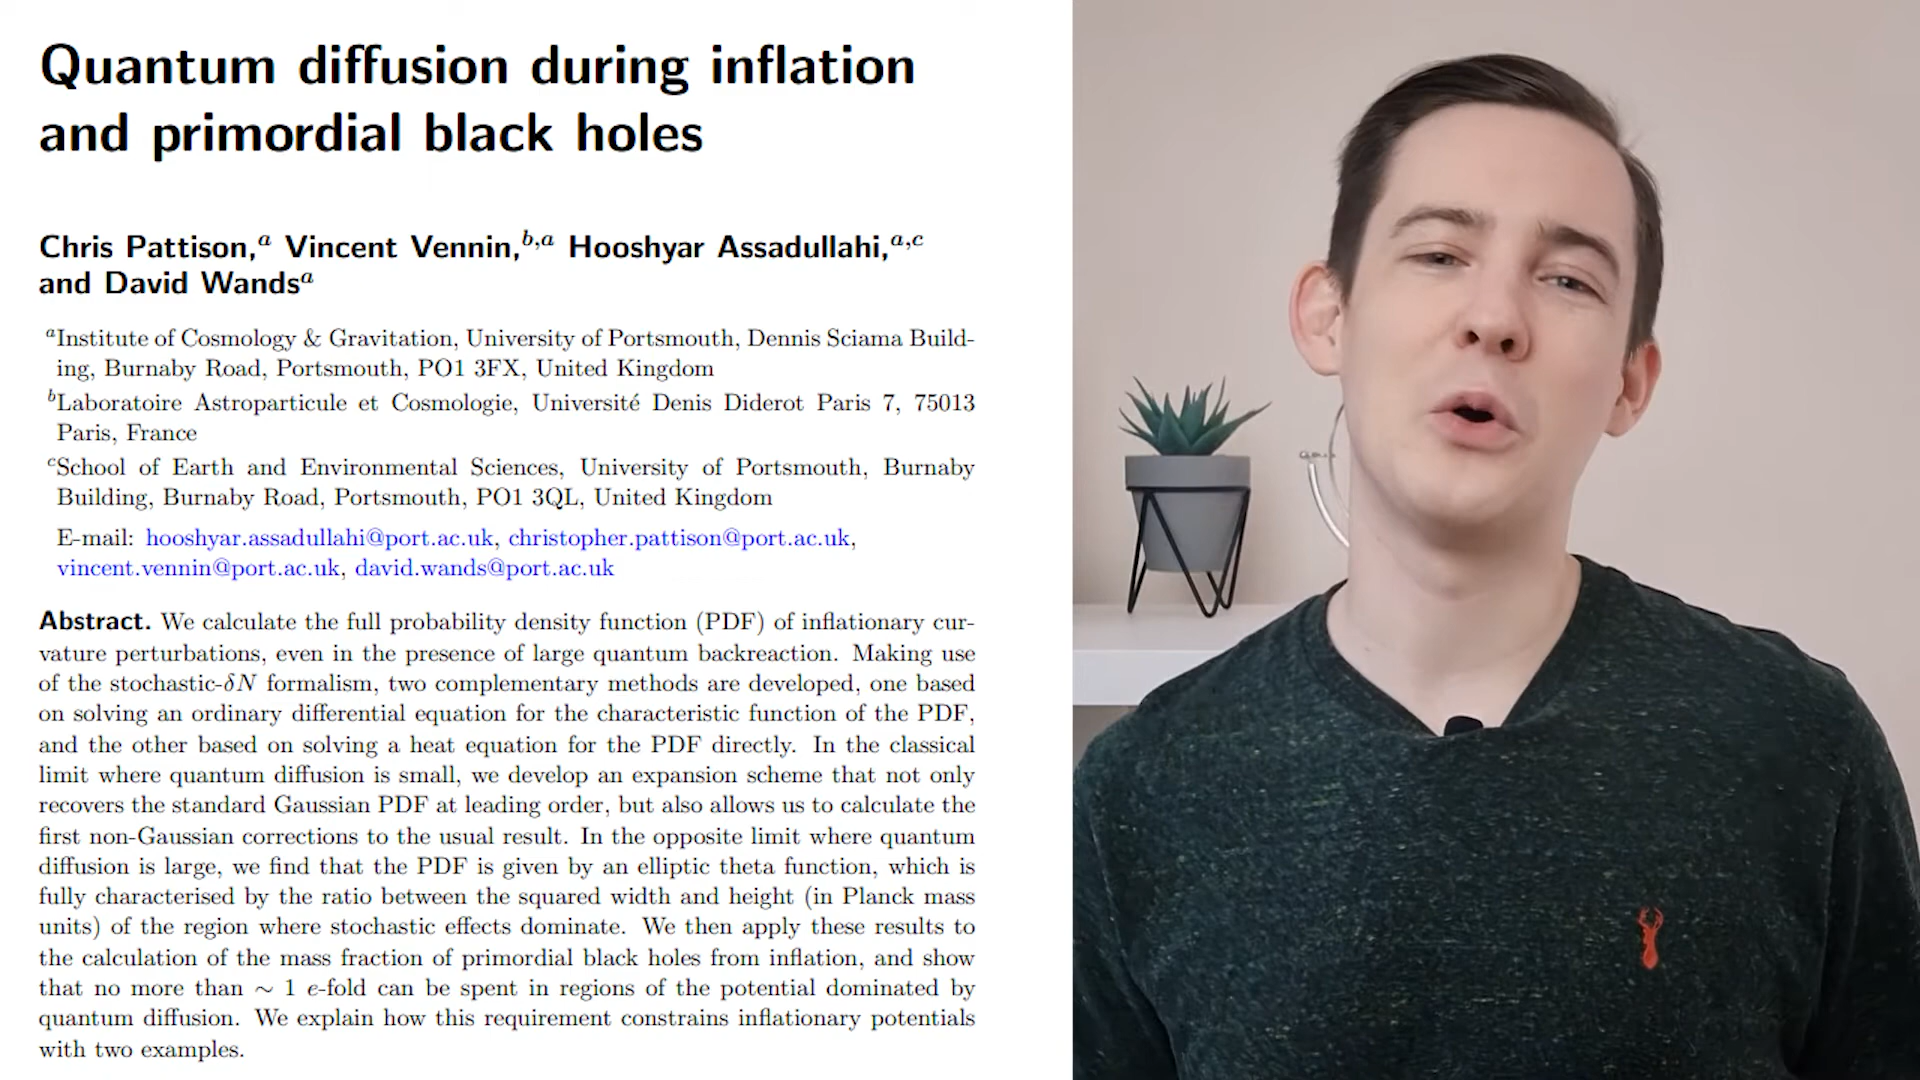 Quantum diffusion during inflation
and primordial black holes
Chris Pattison,ᵃ Vincent Vennin,ᵇ,ᵃ Hooshyar Assadullahi,ᵃ,ᶜ
and David Wandsᵃ
ᵃInstitute of Cosmology & Gravitation, University of Portsmouth, Dennis Sciama Build-
ing, Burnaby Road, Portsmouth, PO1 3FX, United Kingdom
ᵇLaboratoire Astroparticule et Cosmologie, Université Denis Diderot Paris 7, 75013
Paris, France
ᶜSchool of Earth and Environmental Sciences, University of Portsmouth, Burnaby
Building, Burnaby Road, Portsmouth, PO1 3QL, United Kingdom
E-mail: hooshyar.assadullahi@port.ac.uk, christopher.pattison@port.ac.uk,
vincent.vennin@port.ac.uk, david.wands@port.ac.uk
Abstract. We calculate the full probability density function (PDF) of inflationary cur-
vature perturbations, even in the presence of large quantum backreaction. Making use
of the stochastic-δN formalism, two complementary methods are developed, one based
on solving an ordinary differential equation for the characteristic function of the PDF,
and the other based on solving a heat equation for the PDF directly. In the classical
limit where quantum diffusion is small, we develop an expansion scheme that not only
recovers the standard Gaussian PDF at leading order, but also allows us to calculate the
first non-Gaussian corrections to the usual result. In the opposite limit where quantum
diffusion is large, we find that the PDF is given by an elliptic theta function, which is
fully characterised by the ratio between the squared width and height (in Planck mass
units) of the region where stochastic effects dominate. We then apply these results to
the calculation of the mass fraction of primordial black holes from inflation, and show
that no more than ∼ 1 e-fold can be spent in regions of the potential dominated by
quantum diffusion. We explain how this requirement constrains inflationary potentials
with two examples.